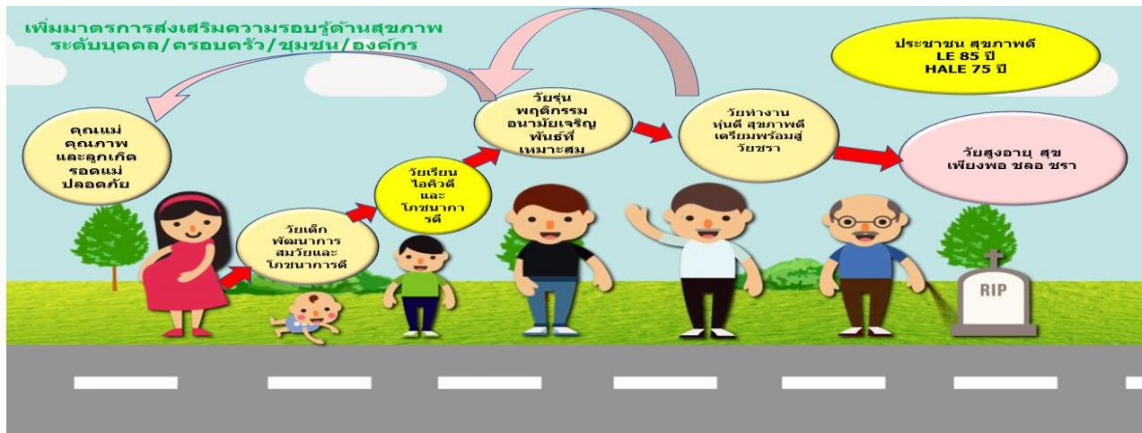 เพิ่มมาตรการส่งเสริมความรอบรู้ด้านสุขภาพ
ระดับบุคคล/ครอบครัว/ชุมชน/องค์กร
ประชาชน สุขภาพดี
LE 85 ปี
HALE 75 ปี
คุณแม่
คุณภาพ
และลูกเกิด
รอดแม่
ปลอดภัย
วัยเด็ก
พัฒนาการ
สมวัยและ
โภชนาการดี
วัยเรียน
ไอคิวดี
และ
โภชนากา
รดี
วัยรุ่น
พฤติกรรม
อนามัยเจริญ
พันธ์ที่
เหมาะสม
วัยทำงาน
หุ่นดี สุขภาพดี
เตรียมพร้อมสู่
วัยชรา
วัยสูงอายุ สุข
เพียงพอ ชลอ ชรา
RIP